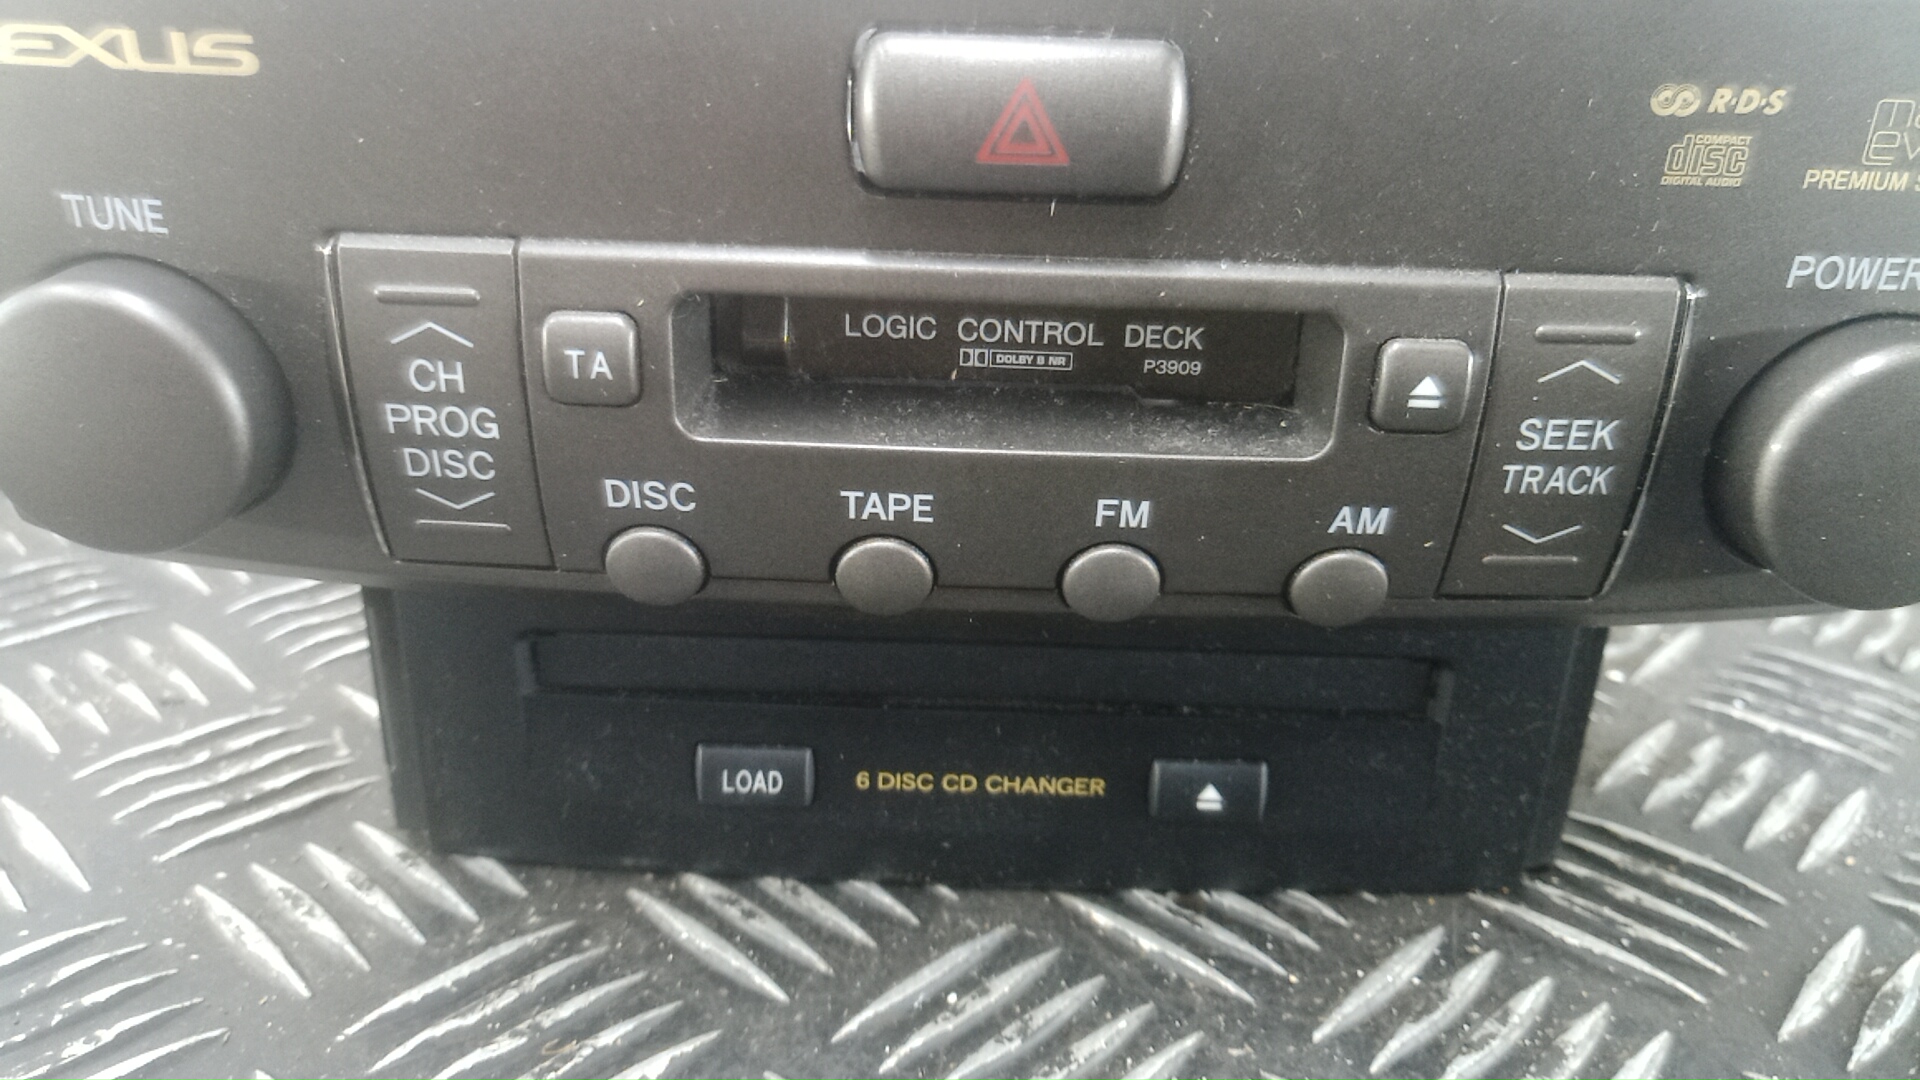 EXUS
R·D·S
COMPACT
disc
DIGITAL AUDIO
PREMIUM
TUNE
POWER
CH
PROG
DISC
TA
LOGIC CONTROL DECK
DOLBY B NR
P3909
SEEK
TRACK
DISC
TAPE
FM
AM
LOAD
6 DISC CD CHANGER